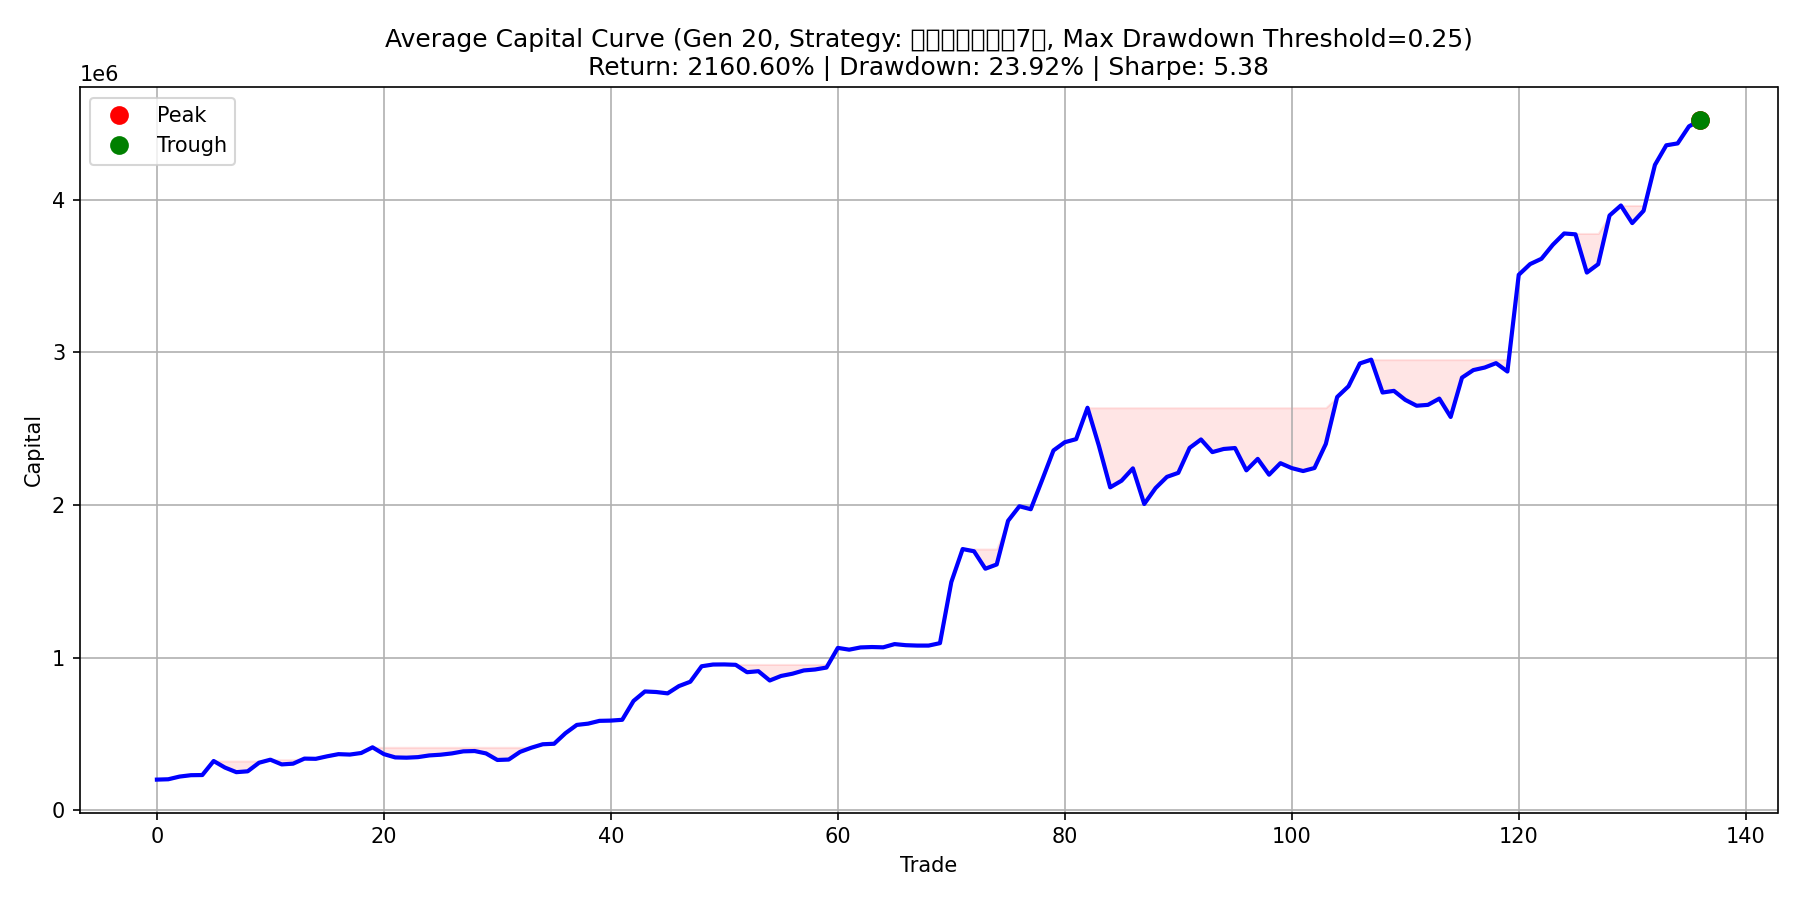 Average Capital Curve (Gen 20, Strategy: 7, Max Drawdown Threshold=0.25)
Return: 2160.60% | Drawdown: 23.92% | Sharpe: 5.38
1e6
Peak
Trough
4
3
2
1
0
Capital
0 20 40 60 80 100 120 140
Trade